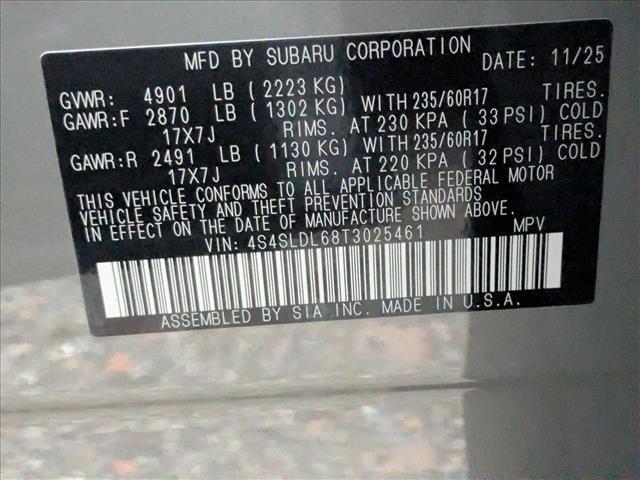 MFD BY SUBARU CORPORATION DATE: 11/25
GVWR: 4901 LB (2223 KG)
GAWR:F 2870 LB (1302 KG) WITH 235/60R17 TIRES.
17X7J RIMS. AT 230 KPA (33 PSI) COLD
GAWR:R 2491 LB (1130 KG) WITH 235/60R17 TIRES.
17X7J RIMS. AT 220 KPA (32 PSI) COLD
THIS VEHICLE CONFORMS TO ALL APPLICABLE FEDERAL MOTOR
VEHICLE SAFETY AND THEFT PREVENTION STANDARDS IN EFFECT
ON THE DATE OF MANUFACTURE SHOWN ABOVE.
VIN: 4S4SLDL68T3025461 MPV
ASSEMBLED BY SIA INC. MADE IN U.S.A.